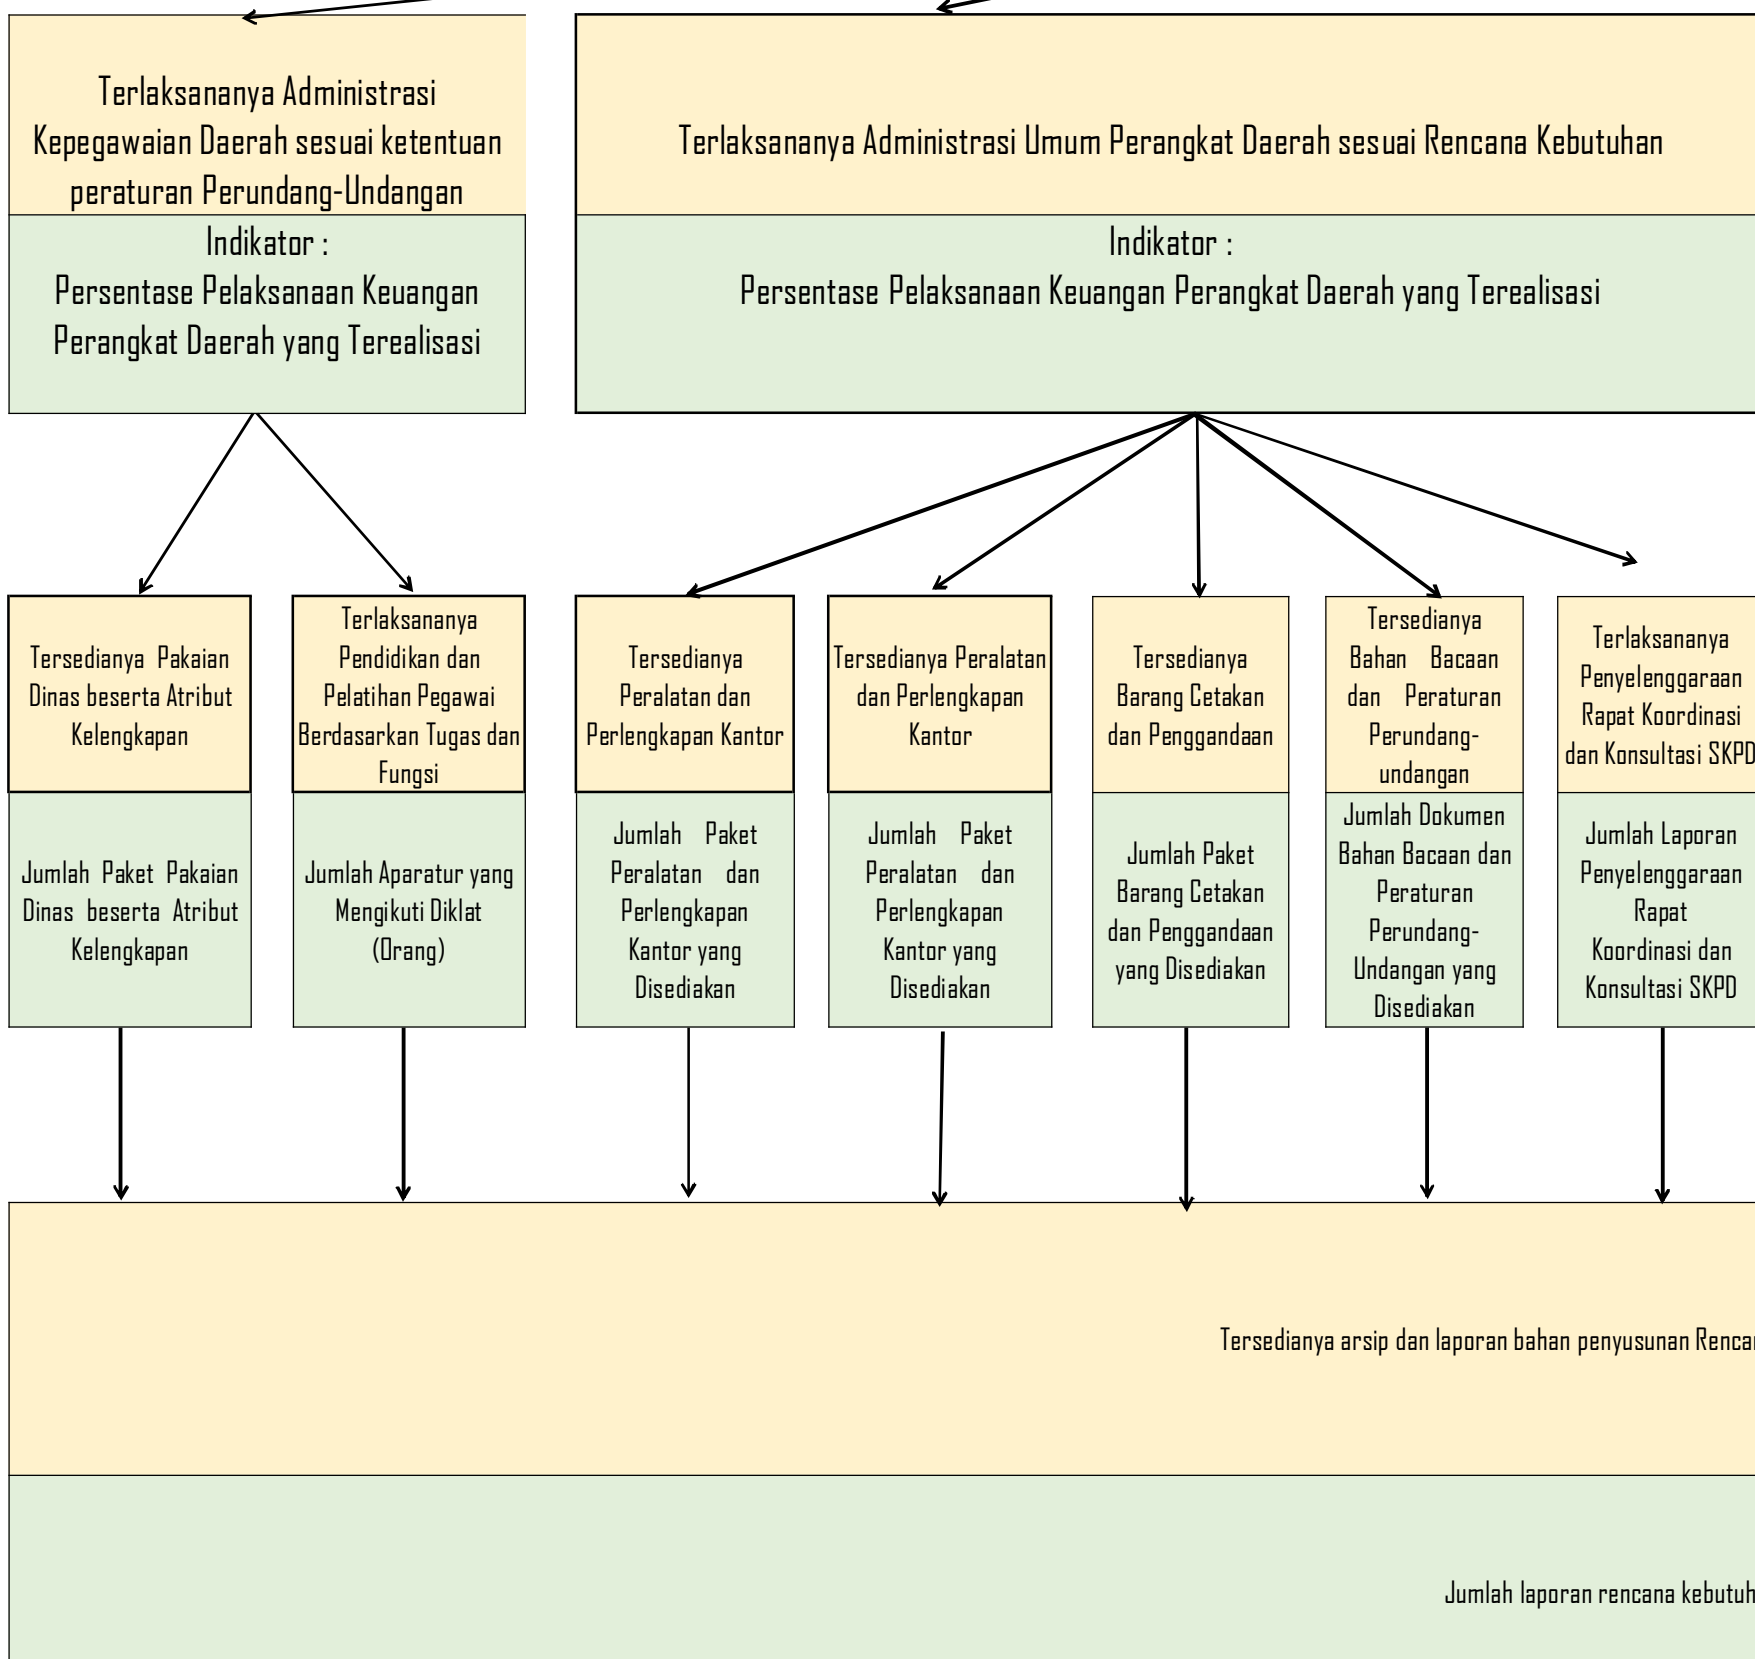 Terlaksananya Administrasi
Kepegawaian Daerah sesuai ketentuan
peraturan Perundang-Undangan
Indikator :
Persentase Pelaksanaan Keuangan
Perangkat Daerah yang Terealisasi
Terlaksananya Administrasi Umum Perangkat Daerah sesuai Rencana Kebutuhan
Indikator :
Persentase Pelaksanaan Keuangan Perangkat Daerah yang Terealisasi
Tersedianya Pakaian
Dinas beserta Atribut
Kelengkapan
Jumlah Paket Pakaian
Dinas beserta Atribut
Kelengkapan
Terlaksananya
Pendidikan dan
Pelatihan Pegawai
Berdasarkan Tugas dan
Fungsi
Jumlah Aparatur yang
Mengikuti Diklat
(Orang)
Tersedianya
Peralatan dan
Perlengkapan Kantor
Jumlah Paket
Peralatan dan
Perlengkapan
Kantor yang
Disediakan
Tersedianya Peralatan
dan Perlengkapan
Kantor
Jumlah Paket
Peralatan dan
Perlengkapan
Kantor yang
Disediakan
Tersedianya
Barang Cetakan
dan Penggandaan
Jumlah Paket
Barang Cetakan
dan Penggandaan
yang Disediakan
Tersedianya
Bahan Bacaan
dan Peraturan
Perundang-
undangan
Jumlah Dokumen
Bahan Bacaan dan
Peraturan
Perundang-
Undangan yang
Disediakan
Terlaksananya
Penyelenggaraan
Rapat Koordinasi
dan Konsultasi SKPD
Jumlah Laporan
Penyelenggaraan
Rapat
Koordinasi dan
Konsultasi SKPD
Tersedianya arsip dan laporan bahan penyusunan
Jumlah laporan rencana